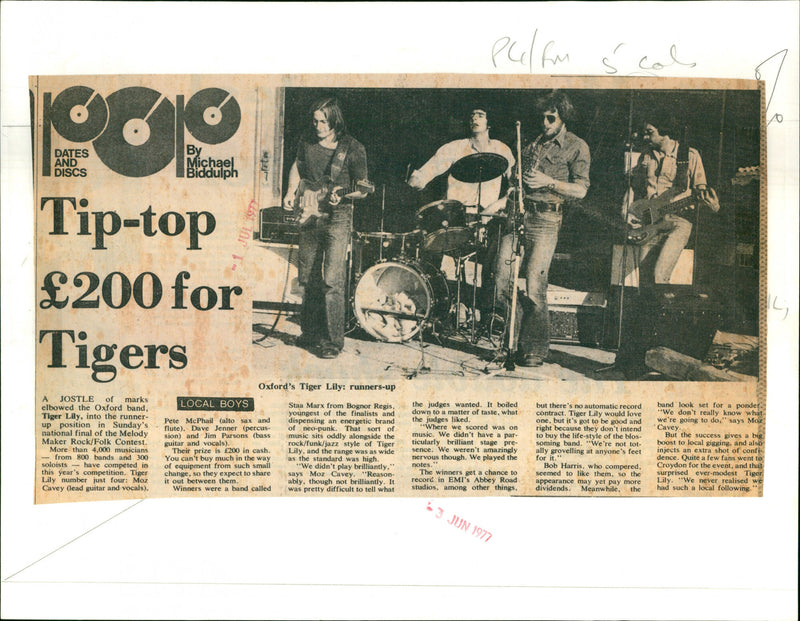 5 cols
POP
DATES
AND
DISCS
By
Michael
Biddulph
Tip-top
£200 for
Tigers
Oxford's Tiger Lily: runners-up
A JOSTLE of marks
elbowed the Oxford band,
Tiger Lily, into the runner-
up position in Sunday's
national final of the Melody
Maker Rock/Folk Contest.
More than 4,000 musicians
— from 800 bands and 300
soloists — have competed in
this year's competition. Tiger
Lily number just four: Moz
Cavey (lead guitar and vocals),
LOCAL BOYS
Pete McPhail (alto sax and
flute), Dave Jenner (percus-
sion) and Jim Parsons (bass
guitar and vocals).
Their prize is £200 in cash.
You can't buy much in the way
of equipment from such small
change, so they expect to share
it out between them.
Winners were a band called
Staa Marx from Bognor Regis,
youngest of the finalists and
dispensing an energetic brand
of neo-punk. That sort of
music sits oddly alongside the
rock/funk/jazz style of Tiger
Lily, and the range was as wide
as the standard was high.
"We didn't play brilliantly,"
says Moz Cavey. "Reason-
ably, though not brilliantly. It
was pretty difficult to tell what
the judges wanted. It boiled
down to a matter of taste, what
the judges liked.
"Where we scored was on
music. We didn't have a par-
ticularly brilliant stage pre-
sence. We weren't amazingly
nervous though. We played the
notes."
The winners get a chance to
record in EMI's Abbey Road
studios, among other things,
but there's no automatic record
contract. Tiger Lily would love
one, but it's got to be good and
right because they don't intend
to buy the life-style of the blos-
soming band. "We're not tot-
ally grovelling at anyone's feet
for it."
Bob Harris, who compered,
seemed to like them, so the
appearance may yet pay more
dividends. Meanwhile, the
band look set for a ponder.
"We don't really know what
we're going to do," says Moz
Cavey.
But the success gives a big
boost to local gigging, and also
injects an extra shot of confi-
dence. Quite a few fans went to
Croydon for the event, and that
surprised ever-modest Tiger
Lily. "We never realised we
had such a local following."
-1 JUL 1977
-3 JUN 1977